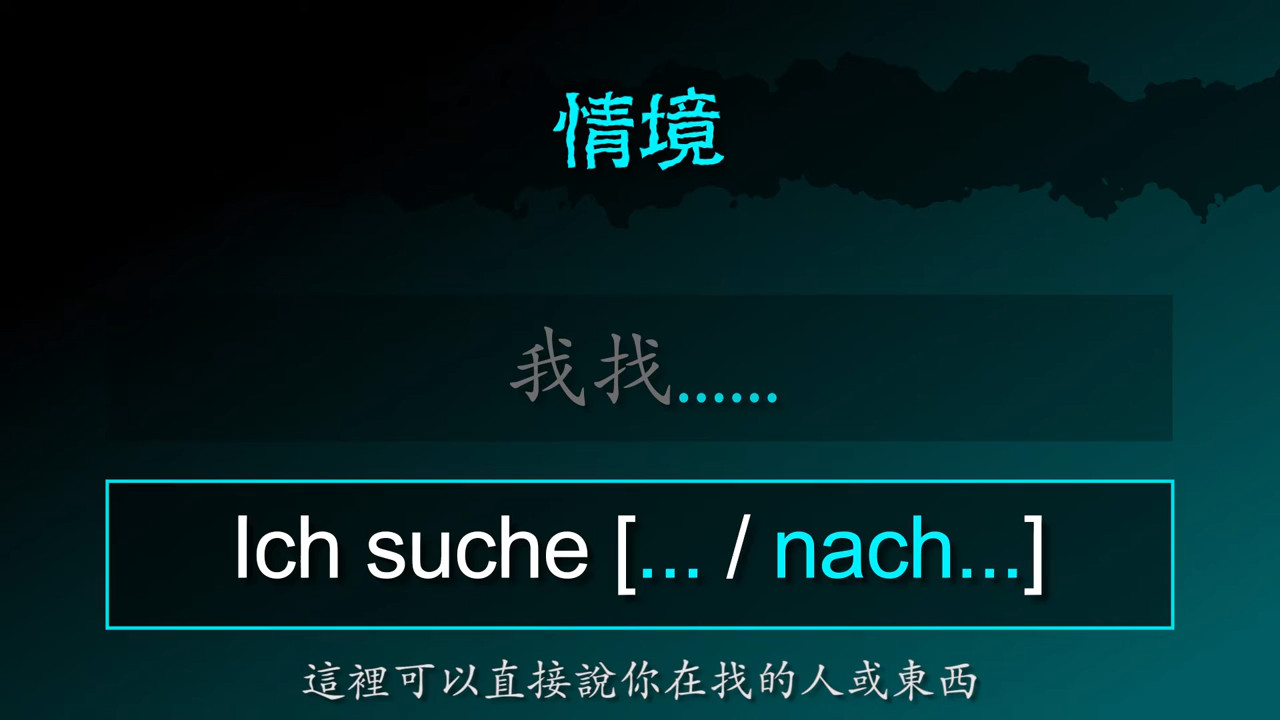 情境
我找......
Ich suche [... / nach...]
這裡可以直接說你在找的人或東西